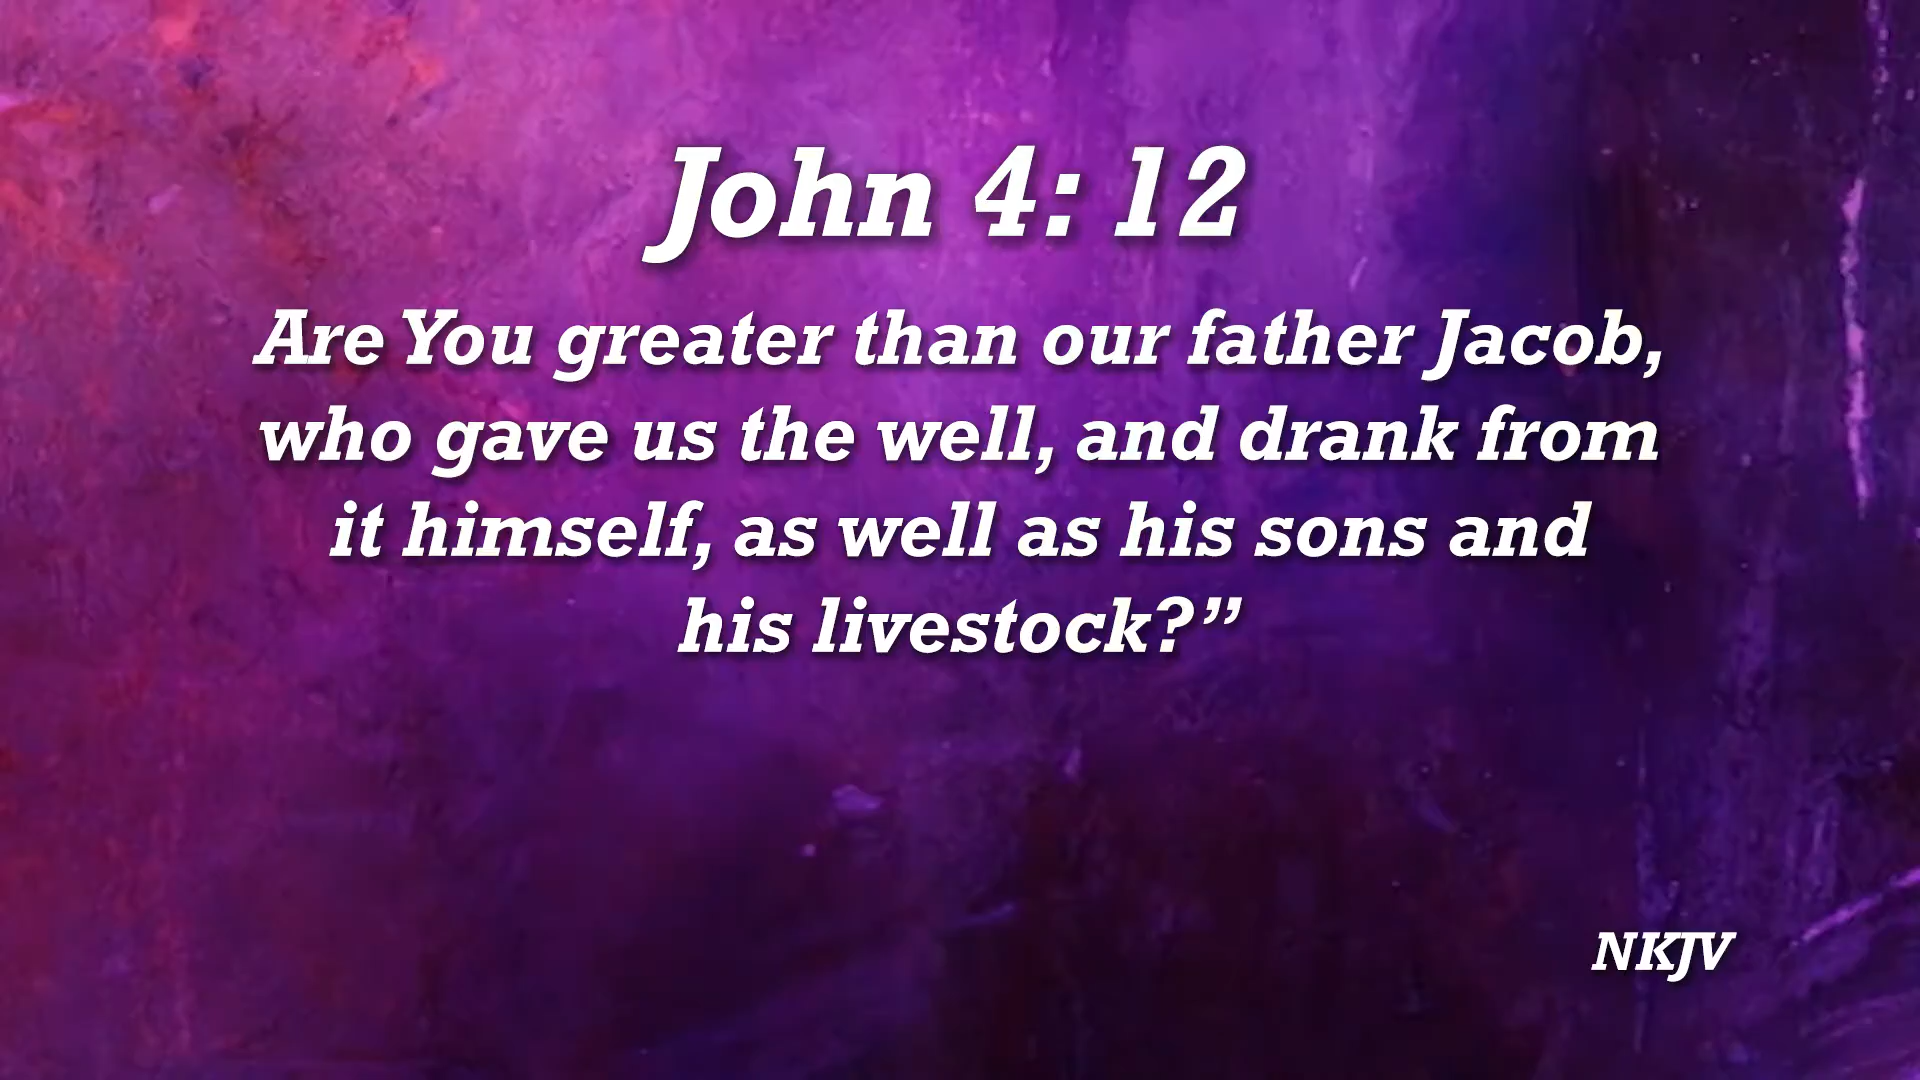 John 4: 12
Are You greater than our father Jacob,
who gave us the well, and drank from
it himself, as well as his sons and
his livestock?”
NKJV